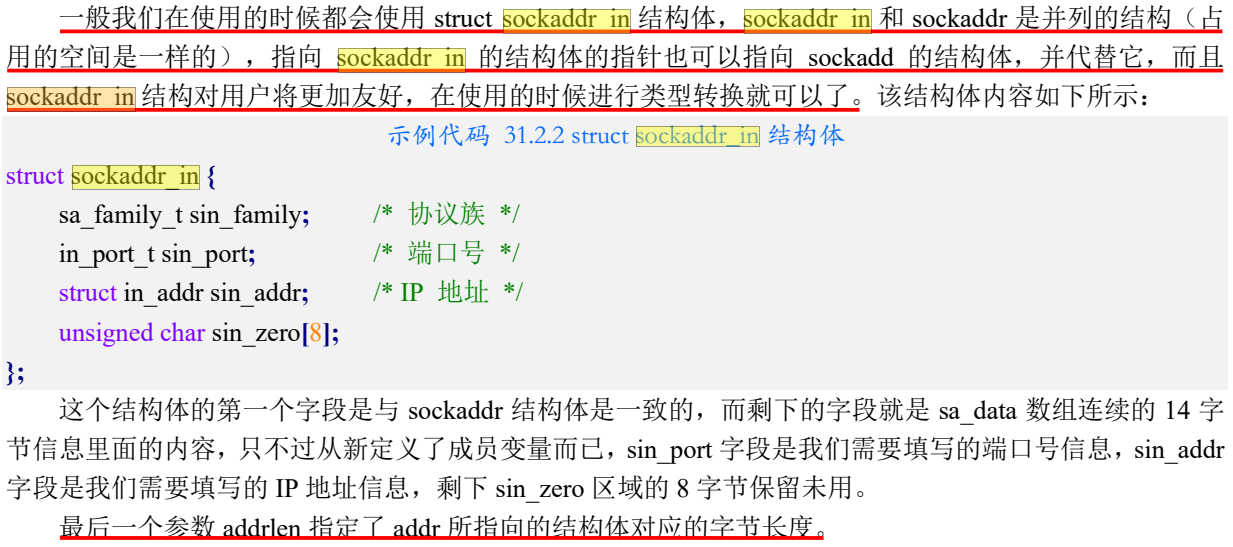 一般我们在使用的时候都会使用 struct sockaddr_in 结构体，sockaddr_in 和 sockaddr 是并列的结构（占
用的空间是一样的），指向 sockaddr_in 的结构体的指针也可以指向 sockadd 的结构体，并代替它，而且
sockaddr_in 结构对用户将更加友好，在使用的时候进行类型转换就可以了。该结构体内容如下所示：
示例代码 31.2.2 struct sockaddr_in 结构体
struct sockaddr_in {
sa_family_t sin_family; /* 协议族 */
in_port_t sin_port; /* 端口号 */
struct in_addr sin_addr; /* IP 地址 */
unsigned char sin_zero[8];
};
这个结构体的第一个字段是与 sockaddr 结构体是一致的，而剩下的字段就是 sa_data 数组连续的 14 字
节信息里面的内容，只不过从新定义了成员变量而已，sin_port 字段是我们需要填写的端口号信息，sin_addr
字段是我们需要填写的 IP 地址信息，剩下 sin_zero 区域的 8 字节保留未用。
最后一个参数 addrlen 指定了 addr 所指向的结构体对应的字节长度。